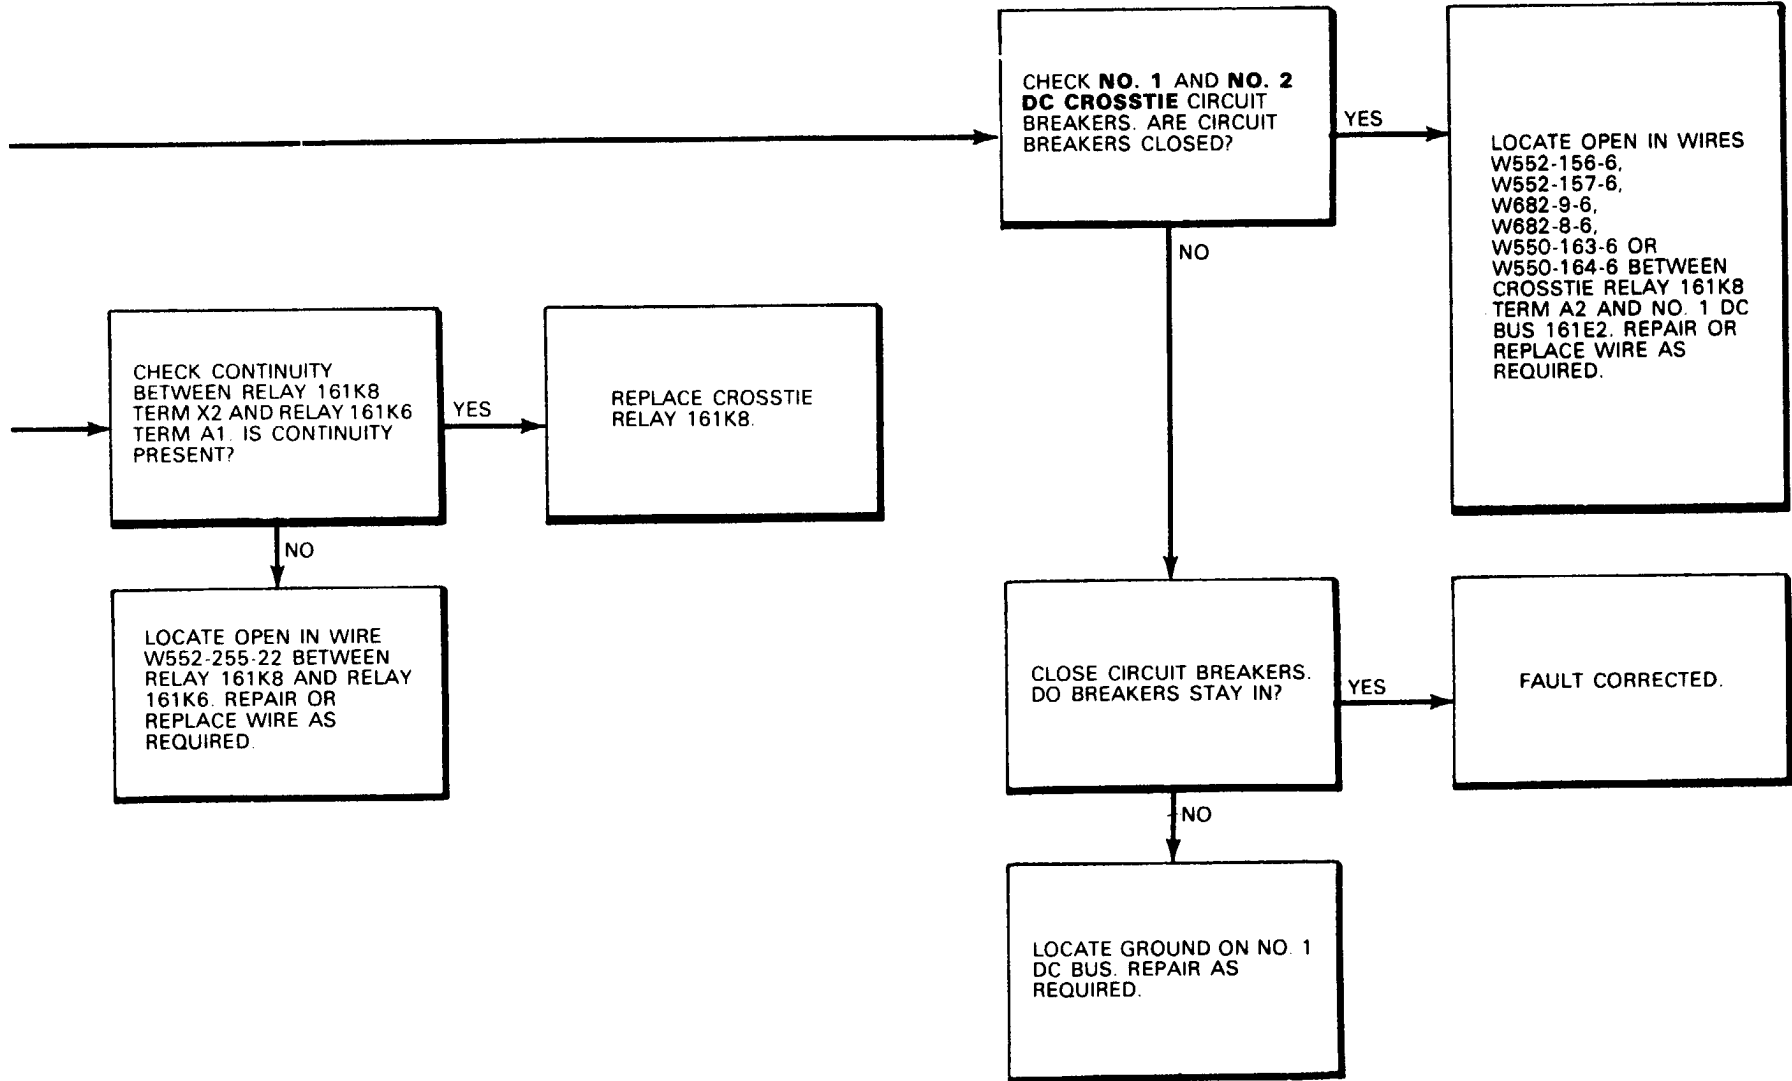 CHECK NO. 1 AND NO. 2
DC CROSSTIE CIRCUIT
BREAKERS. ARE CIRCUIT
BREAKERS CLOSED?
YES
LOCATE OPEN IN WIRES
W552-156-6,
W552-157-6,
W682-9-6,
W682-8-6,
W550-163-6 OR
W550-164-6 BETWEEN
CROSSTIE RELAY 161K8
TERM A2 AND NO. 1 DC
BUS 161E2. REPAIR OR
REPLACE WIRE AS
REQUIRED.
NO
CHECK CONTINUITY
BETWEEN RELAY 161K8
TERM X2 AND RELAY 161K6
TERM A1. IS CONTINUITY
PRESENT?
YES
REPLACE CROSSTIE
RELAY 161K8.
NO
LOCATE OPEN IN WIRE
W552-255-22 BETWEEN
RELAY 161K8 AND RELAY
161K6. REPAIR OR
REPLACE WIRE AS
REQUIRED.
CLOSE CIRCUIT BREAKERS.
DO BREAKERS STAY IN?
YES
FAULT CORRECTED.
NO
LOCATE GROUND ON NO. 1
DC BUS. REPAIR AS
REQUIRED.